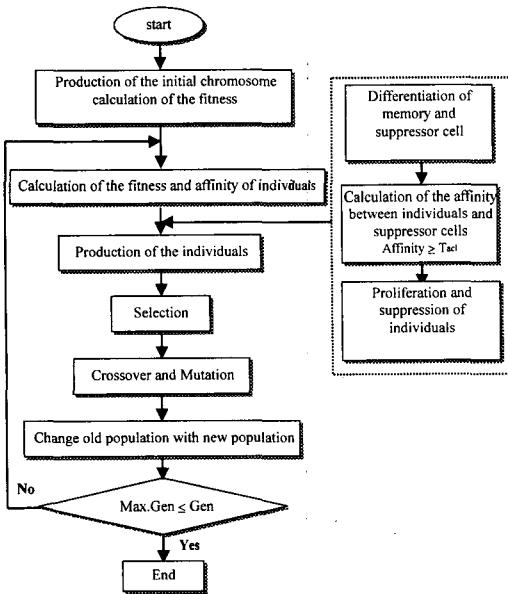 start
Production of the initial chromosome
calculation of the fitness
Calculation of the fitness and affinity of individuals
Production of the individuals
Selection
Crossover and Mutation
Change old population with new population
No
Max.Gen ≤ Gen
Yes
End
Differentiation of
memory and
suppressor cell
Calculation of the affinity
between individuals and
suppressor cells
Affinity ≥ Tacl
Proliferation and
suppression of
individuals